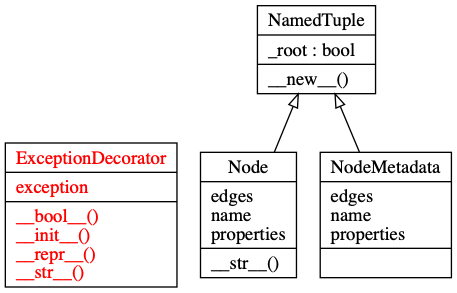 NamedTuple
_root : bool
__new__()
ExceptionDecorator
exception
__bool__()
__init__()
__repr__()
__str__()
Node
edges
name
properties
__str__()
NodeMetadata
edges
name
properties